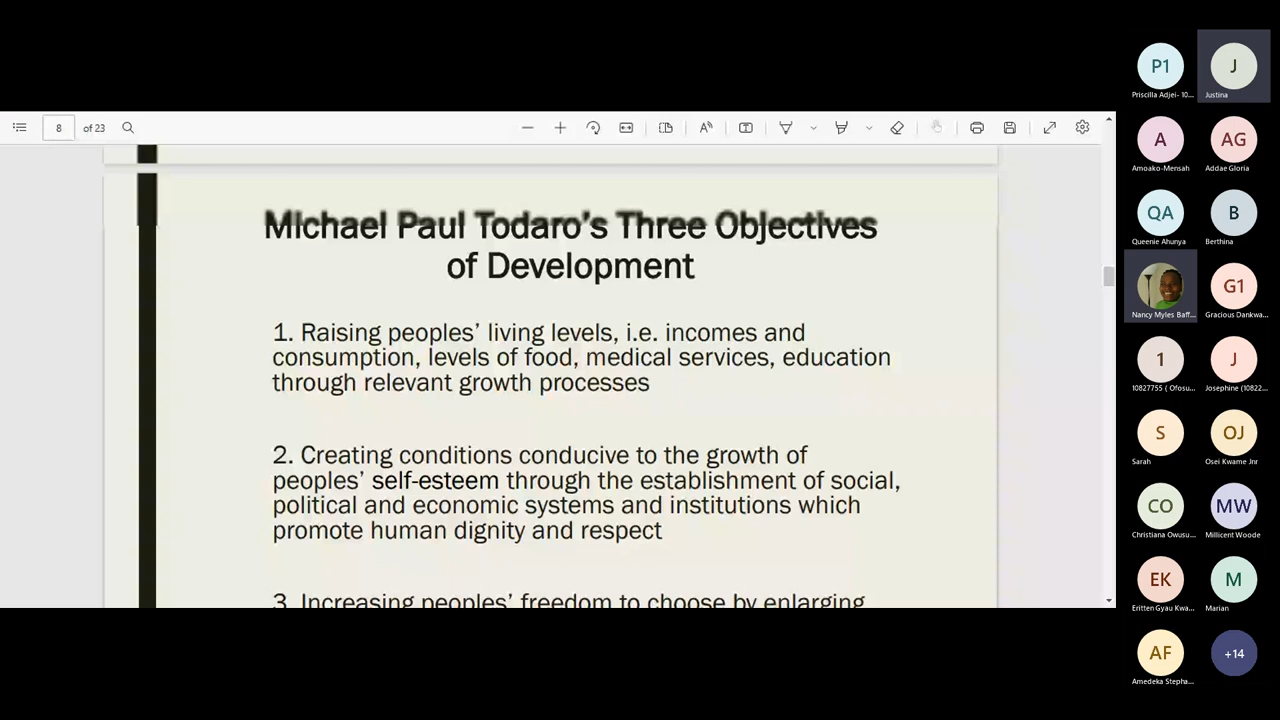 8 of 23
Michael Paul Todaro's Three Objectives
of Development
1. Raising peoples' living levels, i.e. incomes and
consumption, levels of food, medical services, education
through relevant growth processes
2. Creating conditions conducive to the growth of
peoples' self-esteem through the establishment of social,
political and economic systems and institutions which
promote human dignity and respect
3. Increasing peoples' freedom to choose by enlarging
P1 J
Priscilla Adjei- 10... Justina
A AG
Amoako-Mensah Addae Gloria
QA B
Queenie Ahunya Berthina
G1
Nancy Myles Baff... Gracious Dankwa...
1 J
10827755 ( Ofosu... Josephine (10822...
S OJ
Sarah Osei Kwame Jnr
CO MW
Christiana Owusu... Millicent Woode
EK M
Eritten Gyau Kwa... Marian
AF +14
Amedeka Stepha...